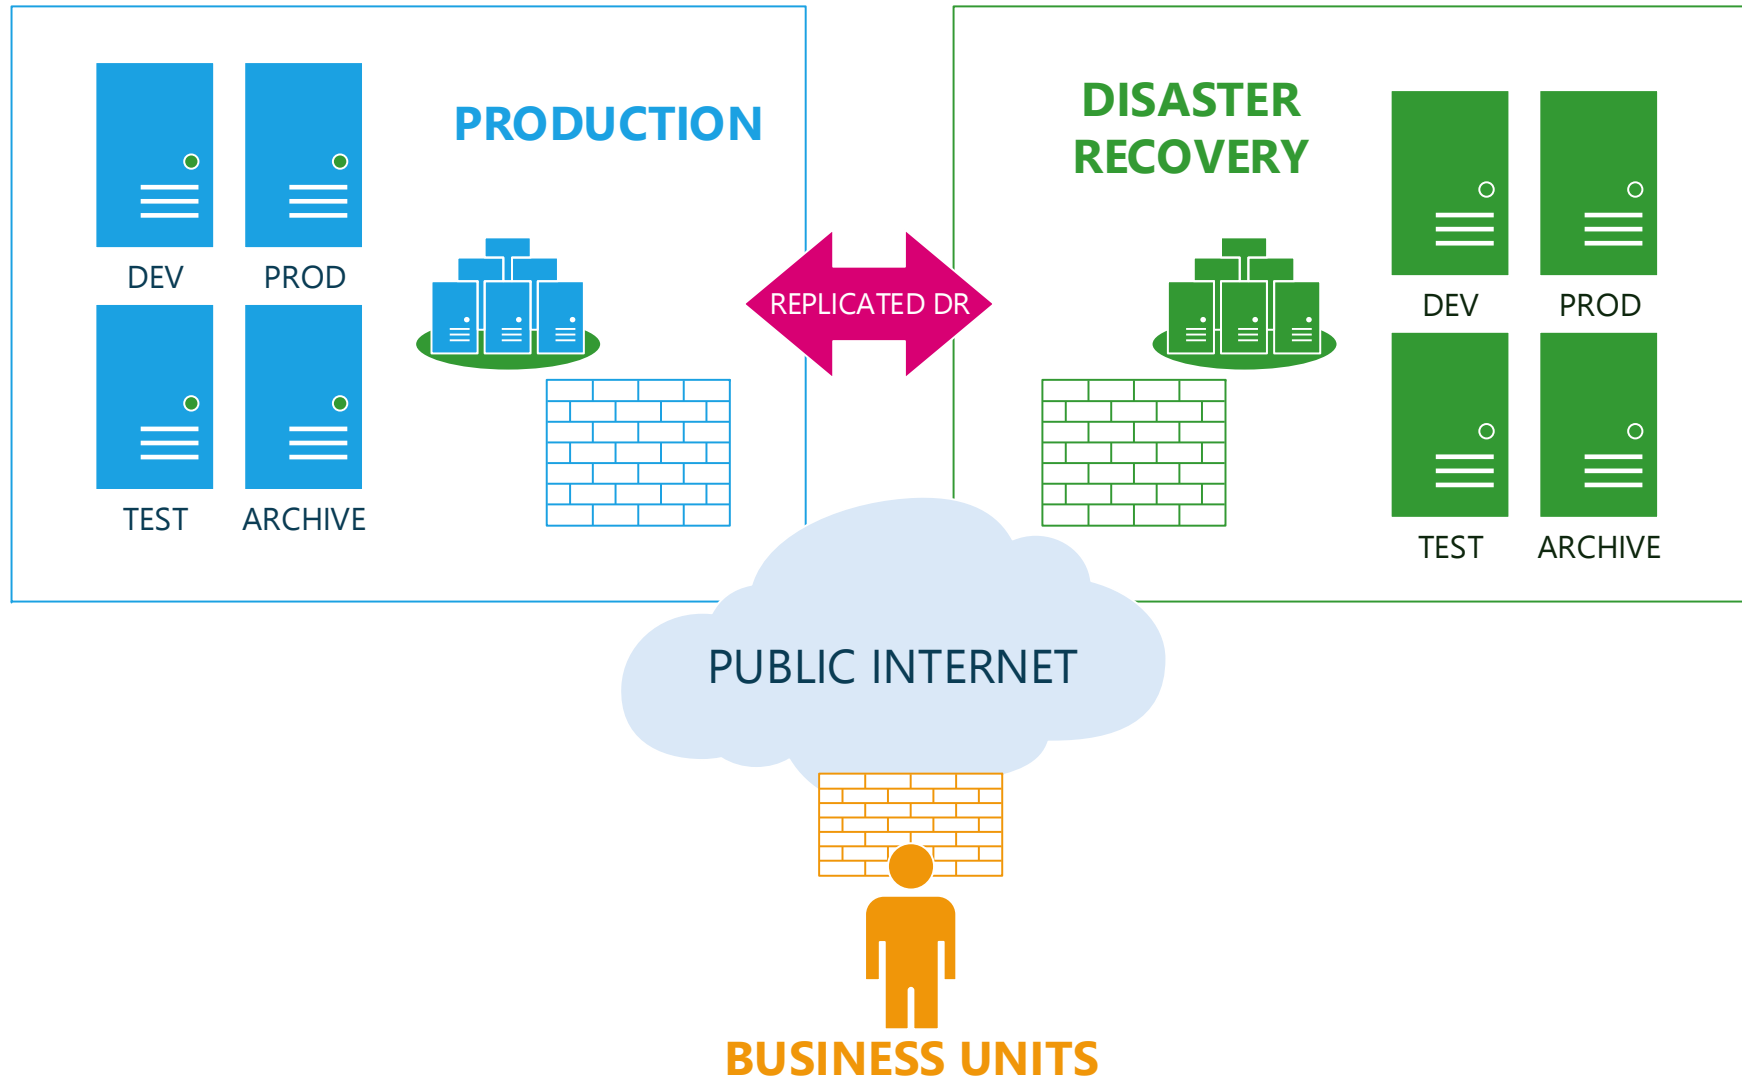 PRODUCTION
DEV
PROD
TEST
ARCHIVE
REPLICATED DR
DISASTER
RECOVERY
DEV
PROD
TEST
ARCHIVE
PUBLIC INTERNET
BUSINESS UNITS